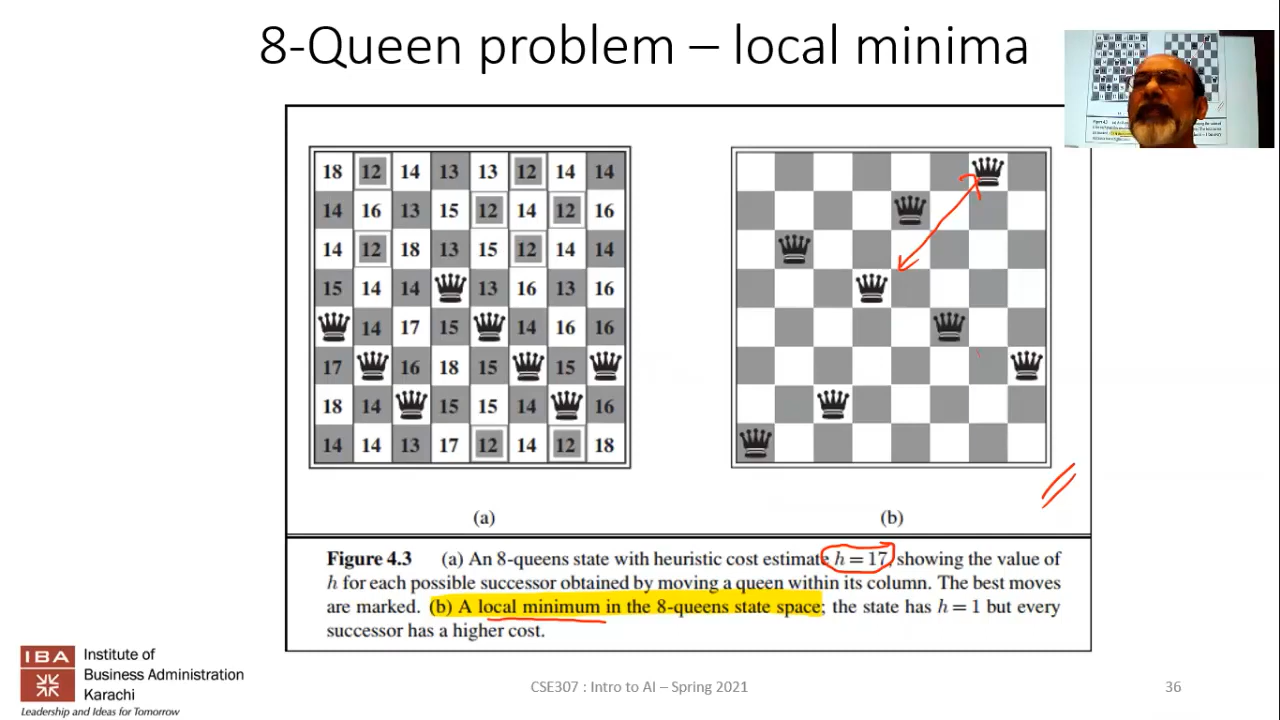 8-Queen problem – local minima
18 12 14 13 13 12 14 14
14 16 13 15 12 14 12 16
14 12 18 13 15 12 14 14
15 14 14 13 16 13 16
14 17 15 14 16 16
17 16 18 15 15
18 14 15 15 14 16
14 14 13 17 12 14 12 18
(a)
(b)
Figure 4.3 (a) An 8-queens state with heuristic cost estimate h = 17, showing the value of
h for each possible successor obtained by moving a queen within its column. The best moves
are marked. (b) A local minimum in the 8-queens state space; the state has h = 1 but every
successor has a higher cost.
IBA
Institute of
Business Administration
Karachi
Leadership and Ideas for Tomorrow
CSE307 : Intro to AI – Spring 2021
36